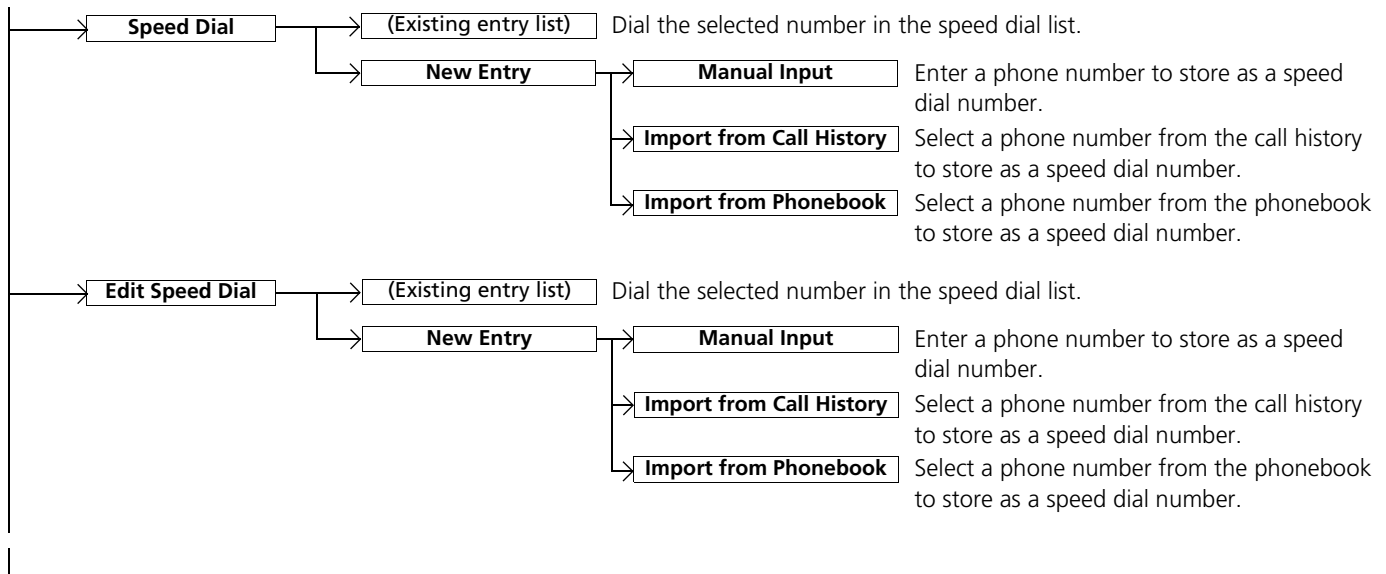 Speed Dial (Existing entry list) Dial the selected number in the speed dial list.
New Entry Manual Input Enter a phone number to store as a speed
dial number.
Import from Call History Select a phone number from the call history
to store as a speed dial number.
Import from Phonebook Select a phone number from the phonebook
to store as a speed dial number.
Edit Speed Dial (Existing entry list) Dial the selected number in the speed dial list.
New Entry Manual Input Enter a phone number to store as a speed
dial number.
Import from Call History Select a phone number from the call history
to store as a speed dial number.
Import from Phonebook Select a phone number from the phonebook
to store as a speed dial number.